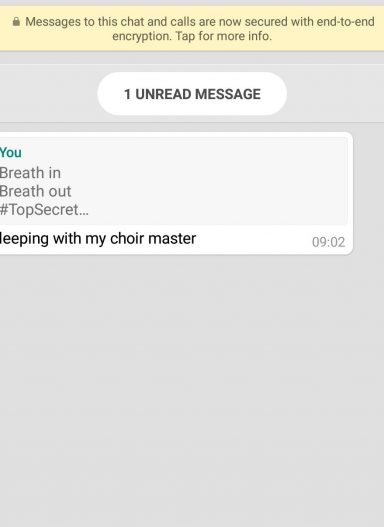 Messages to this chat and calls are now secured with end-to-end
encryption. Tap for more info.
1 UNREAD MESSAGE
You
Breath in
Breath out
#TopSecret...
leeping with my choir master
09:02